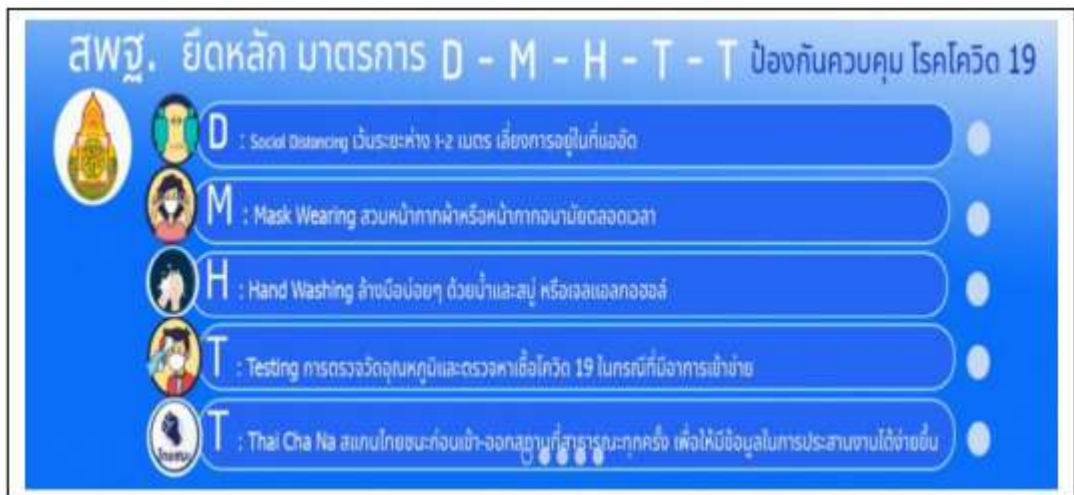 สพฐ. ยึดหลัก มาตรการ D - M - H - T - T ป้องกันควบคุม โรคโควิด 19
D : Social Distancing เว้นระยะห่าง 1-2 เมตร เลี่ยงการอยู่ในที่แออัด
M : Mask Wearing สวมหน้ากากผ้าหรือหน้ากากอนามัยตลอดเวลา
H : Hand Washing ล้างมือบ่อยๆ ด้วยน้ำและสบู่ หรือเจลแอลกอฮอล์
T : Testing การตรวจวัดอุณหภูมิและตรวจหาเชื้อโควิด 19 ในกรณีที่มีอาการเข้าข่าย
T : Thai Cha Na สแกนไทยชนะก่อนเข้า-ออกสถานที่สาธารณะทุกครั้ง เพื่อให้มีข้อมูลในการประสานงานได้ง่ายขึ้น
ไทยชนะ